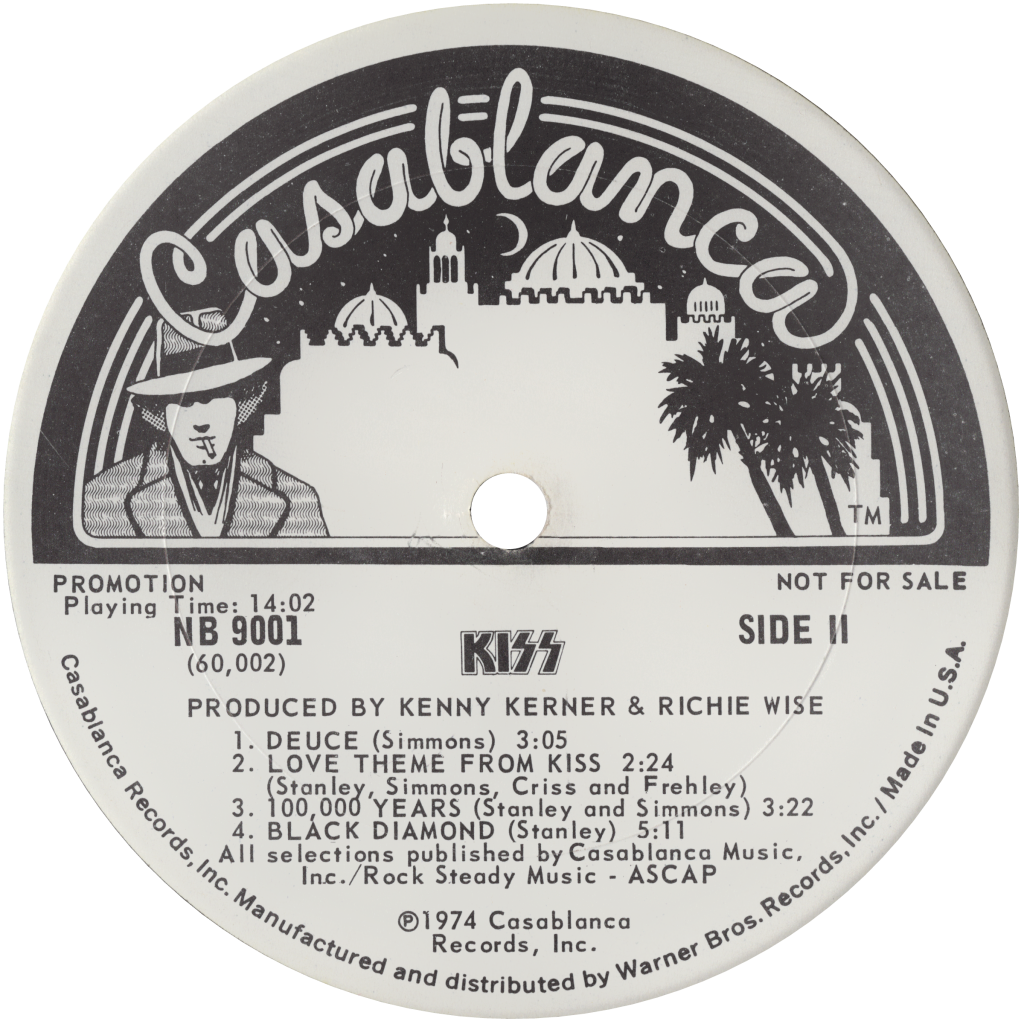 Casablanca
TM
PROMOTION
NOT FOR SALE
Playing Time: 14:02
NB 9001
SIDE II
(60,002)
KISS
PRODUCED BY KENNY KERNER & RICHIE WISE
1. DEUCE (Simmons) 3:05
2. LOVE THEME FROM KISS 2:24
(Stanley, Simmons, Criss and Frehley)
3. 100,000 YEARS (Stanley and Simmons) 3:22
4. BLACK DIAMOND (Stanley) 5:11
All selections published by Casablanca Music,
Inc./Rock Steady Music - ASCAP
℗1974 Casablanca
Records, Inc.
Casablanca Records, Inc. Manufactured and distributed by Warner Bros. Records, Inc. / Made In U.S.A.